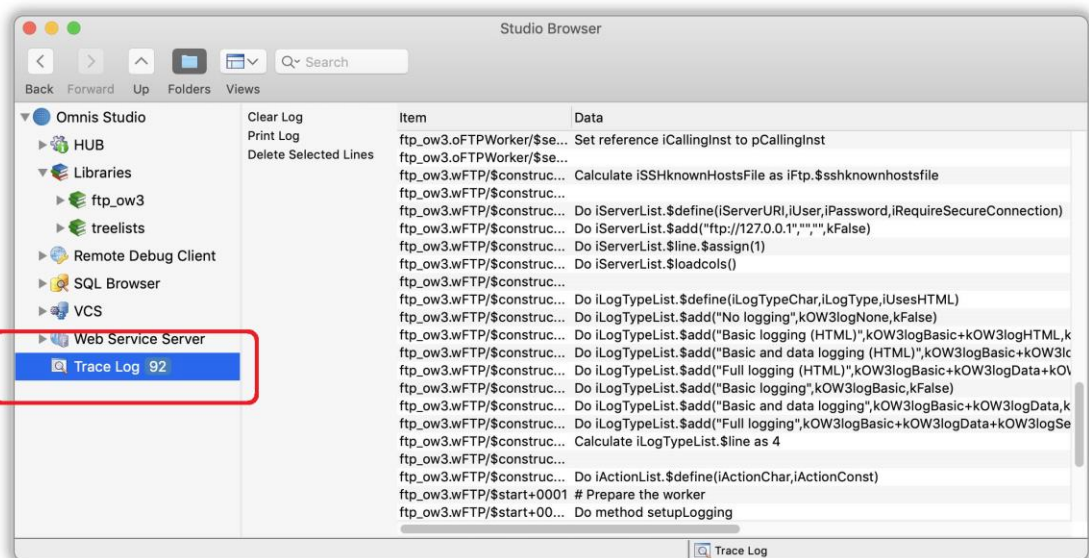 Studio Browser
Search
Back Forward Up Folders Views
Omnis Studio
HUB
Libraries
ftp_ow3
treelists
Remote Debug Client
SQL Browser
VCS
Web Service Server
Trace Log 92
Clear Log
Print Log
Delete Selected Lines
Item Data
ftp_ow3.oFTPWorker/$se... Set reference iCallingInst to pCallingInst
ftp_ow3.oFTPWorker/$se...
ftp_ow3.wFTP/$construc... Calculate iSSHknownHostsFile as iFtp.$sshknownhostsfile
ftp_ow3.wFTP/$construc...
ftp_ow3.wFTP/$construc... Do iServerList.$define(iServerURI,iUser,iPassword,iRequireSecureConnection)
ftp_ow3.wFTP/$construc... Do iServerList.$add("ftp://127.0.0.1","","",kFalse)
ftp_ow3.wFTP/$construc... Do iServerList.$line.$assign(1)
ftp_ow3.wFTP/$construc... Do iServerList.$loadcols()
ftp_ow3.wFTP/$construc...
ftp_ow3.wFTP/$construc... Do iLogTypeList.$define(iLogTypeChar,iLogType,iUsesHTML)
ftp_ow3.wFTP/$construc... Do iLogTypeList.$add("No logging",kOW3logNone,kFalse)
ftp_ow3.wFTP/$construc... Do iLogTypeList.$add("Basic logging (HTML)",kOW3logBasic+kOW3logHTML,k
ftp_ow3.wFTP/$construc... Do iLogTypeList.$add("Basic and data logging (HTML)",kOW3logBasic+kOW3lo
ftp_ow3.wFTP/$construc... Do iLogTypeList.$add("Full logging (HTML)",kOW3logBasic+kOW3logData+kOW
ftp_ow3.wFTP/$construc... Do iLogTypeList.$add("Basic logging",kOW3logBasic,kFalse)
ftp_ow3.wFTP/$construc... Do iLogTypeList.$add("Basic and data logging",kOW3logBasic+kOW3logData,k
ftp_ow3.wFTP/$construc... Do iLogTypeList.$add("Full logging",kOW3logBasic+kOW3logData+kOW3logSe
ftp_ow3.wFTP/$construc... Calculate iLogTypeList.$line as 4
ftp_ow3.wFTP/$construc...
ftp_ow3.wFTP/$construc... Do iActionList.$define(iActionChar,iActionConst)
ftp_ow3.wFTP/$start+0001 # Prepare the worker
ftp_ow3.wFTP/$start+00... Do method setupLogging
Trace Log